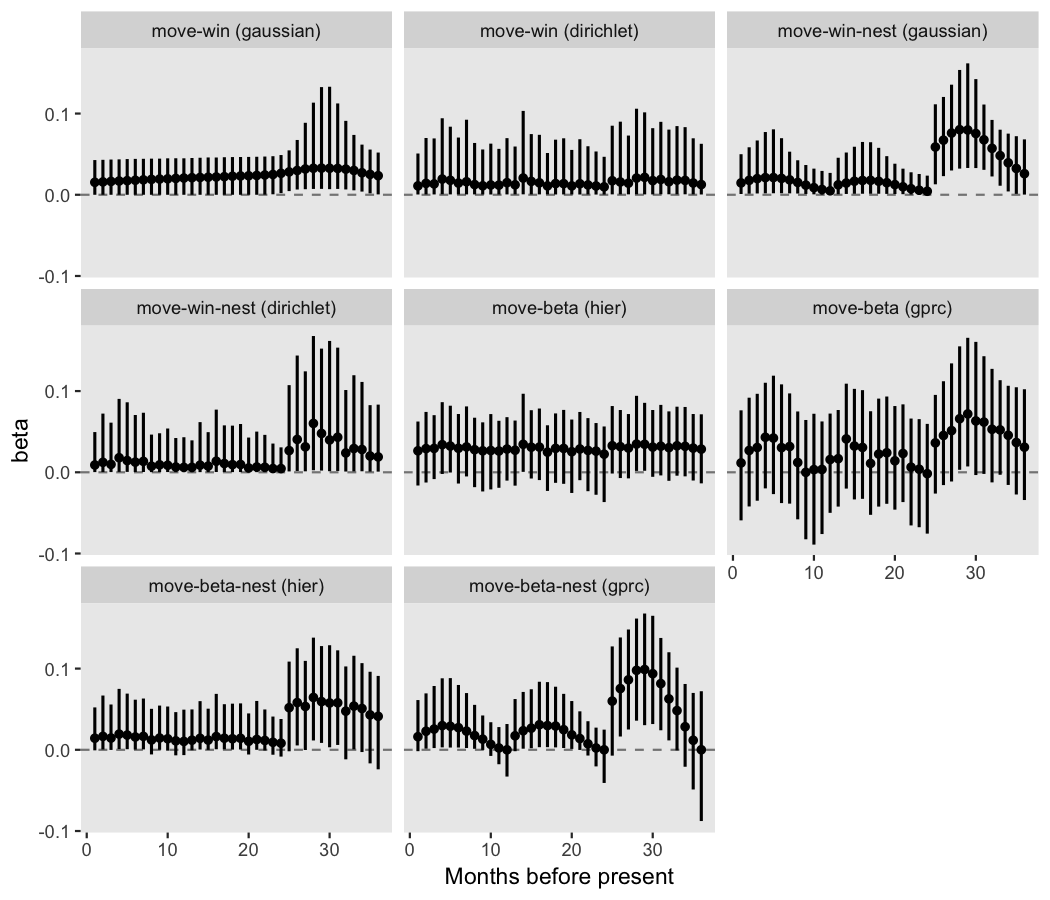 move-win (gaussian)
move-win (dirichlet)
move-win-nest (gaussian)
0.1
0.0
-0.1
move-win-nest (dirichlet)
move-beta (hier)
move-beta (gprc)
0.1
0.0
-0.1
0 10 20 30
move-beta-nest (hier)
move-beta-nest (gprc)
0.1
0.0
-0.1
0 10 20 30
0 10 20 30
Months before present
beta